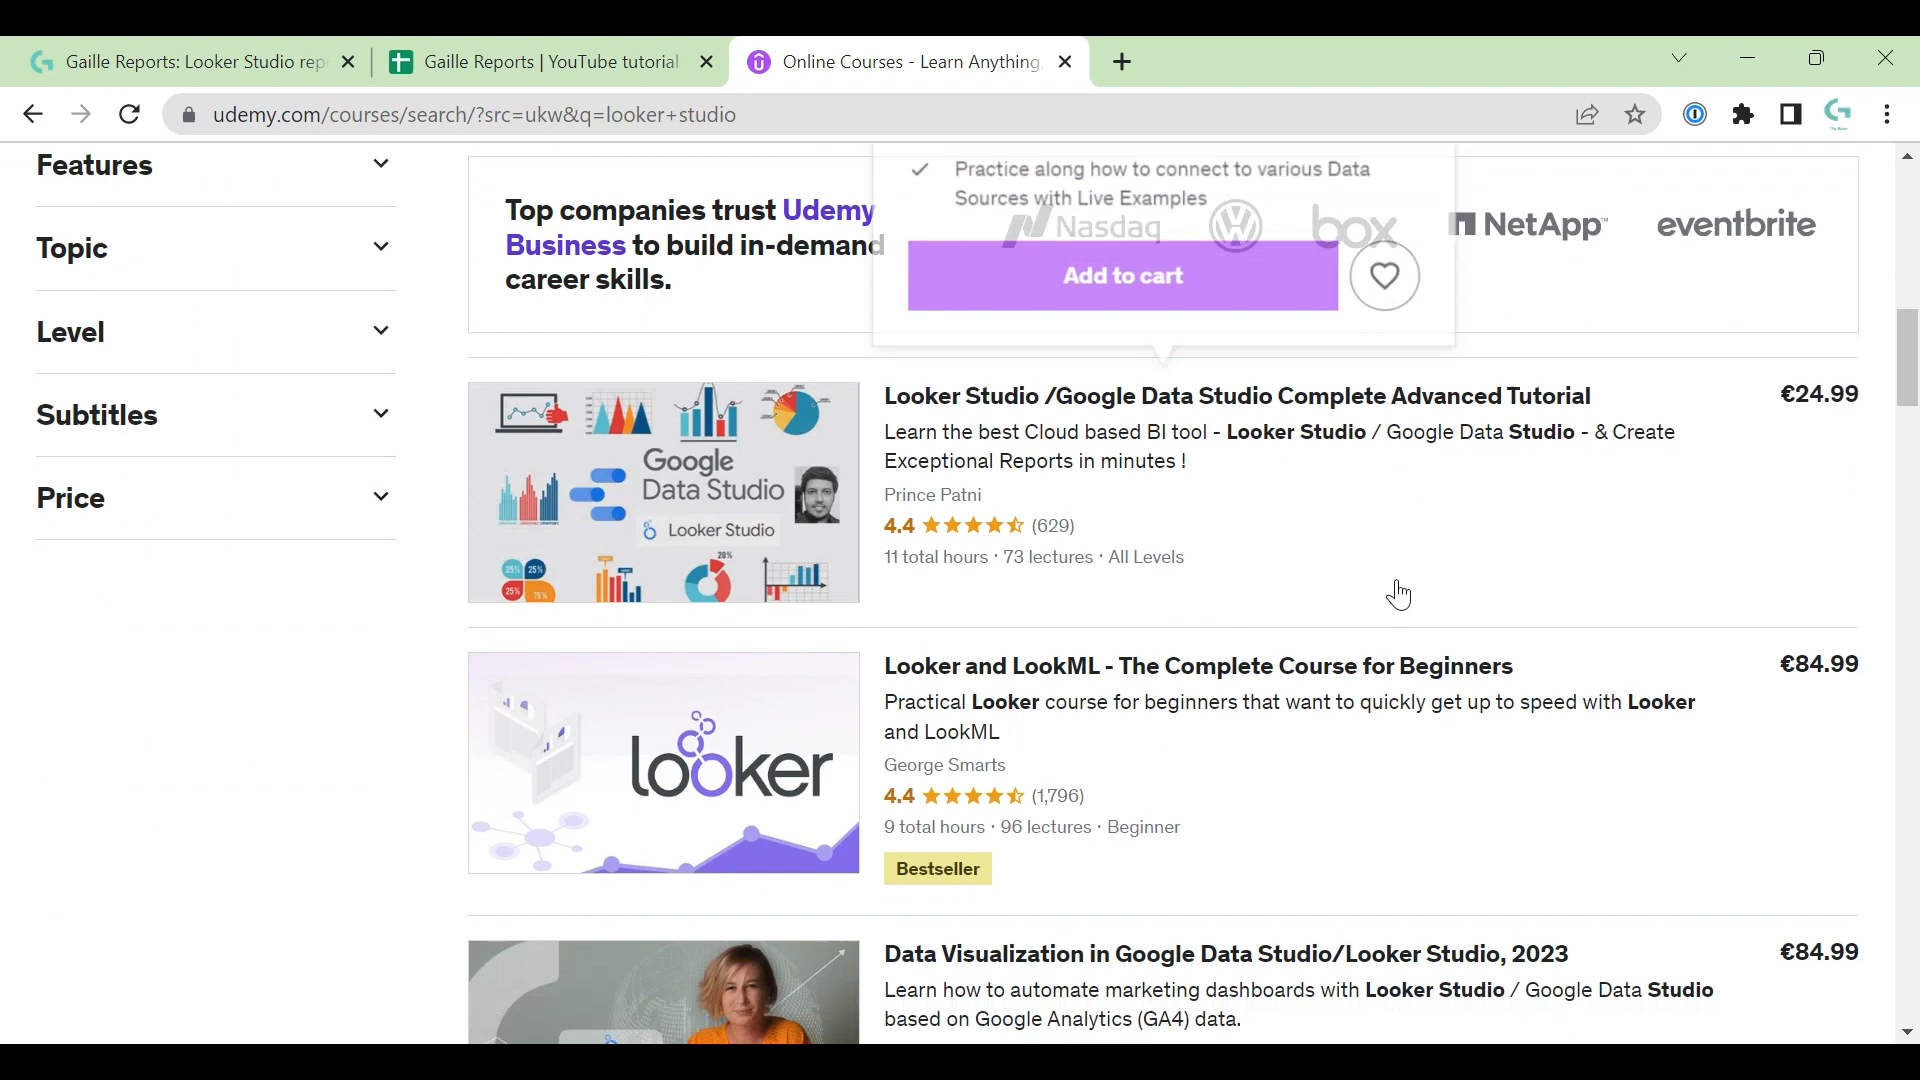 Gaille Reports: Looker Studio rep
Gaille Reports | YouTube tutorial
Online Courses - Learn Anything,
udemy.com/courses/search/?src=ukw&q=looker+studio
Features
Topic
Level
Subtitles
Price
Top companies trust Udemy
Business to build in-demand
career skills.
Practice along how to connect to various Data
Sources with Live Examples
Nasdaq
box
NetApp
eventbrite
Add to cart
Google
Data Studio
Looker Studio
20%
25% 25%
25% 75%
Looker Studio /Google Data Studio Complete Advanced Tutorial
€24.99
Learn the best Cloud based BI tool - Looker Studio / Google Data Studio - & Create
Exceptional Reports in minutes !
Prince Patni
4.4 (629)
11 total hours · 73 lectures · All Levels
looker
Looker and LookML - The Complete Course for Beginners
€84.99
Practical Looker course for beginners that want to quickly get up to speed with Looker
and LookML
George Smarts
4.4 (1,796)
9 total hours · 96 lectures · Beginner
Bestseller
Data Visualization in Google Data Studio/Looker Studio, 2023
€84.99
Learn how to automate marketing dashboards with Looker Studio / Google Data Studio
based on Google Analytics (GA4) data.